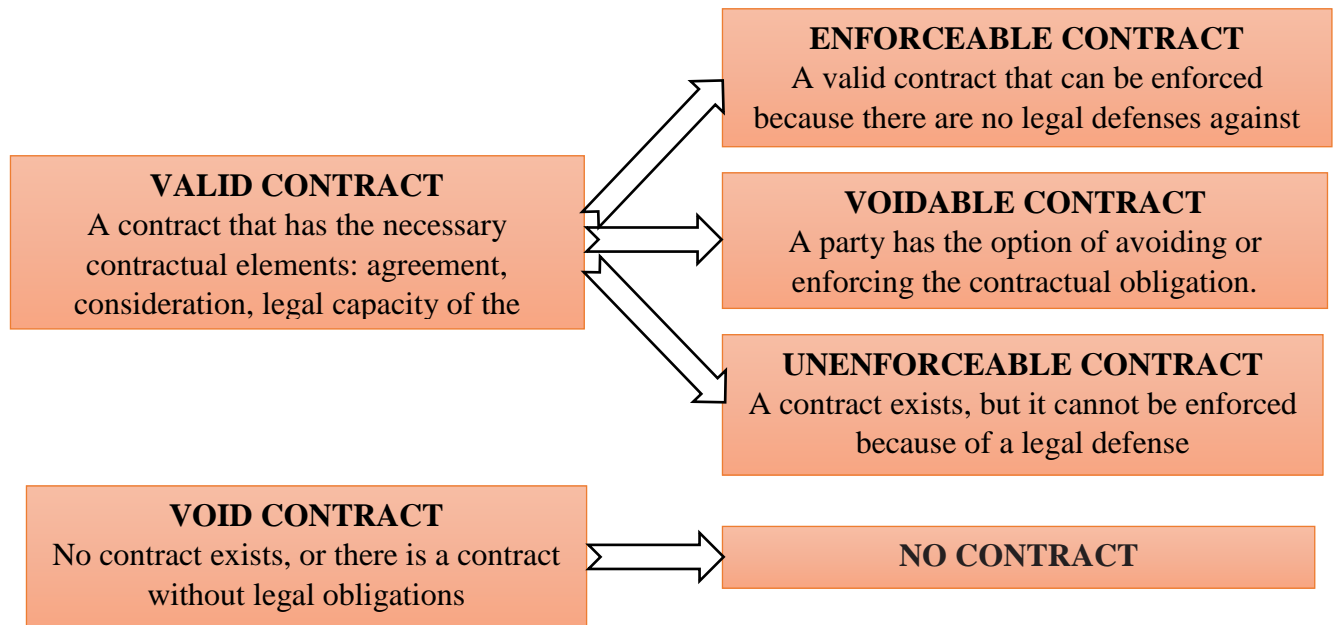 VALID CONTRACT
A contract that has the necessary
contractual elements: agreement,
consideration, legal capacity of the
ENFORCEABLE CONTRACT
A valid contract that can be enforced
because there are no legal defenses against
VOIDABLE CONTRACT
A party has the option of avoiding or
enforcing the contractual obligation.
UNENFORCEABLE CONTRACT
A contract exists, but it cannot be enforced
because of a legal defense
VOID CONTRACT
No contract exists, or there is a contract
without legal obligations
NO CONTRACT